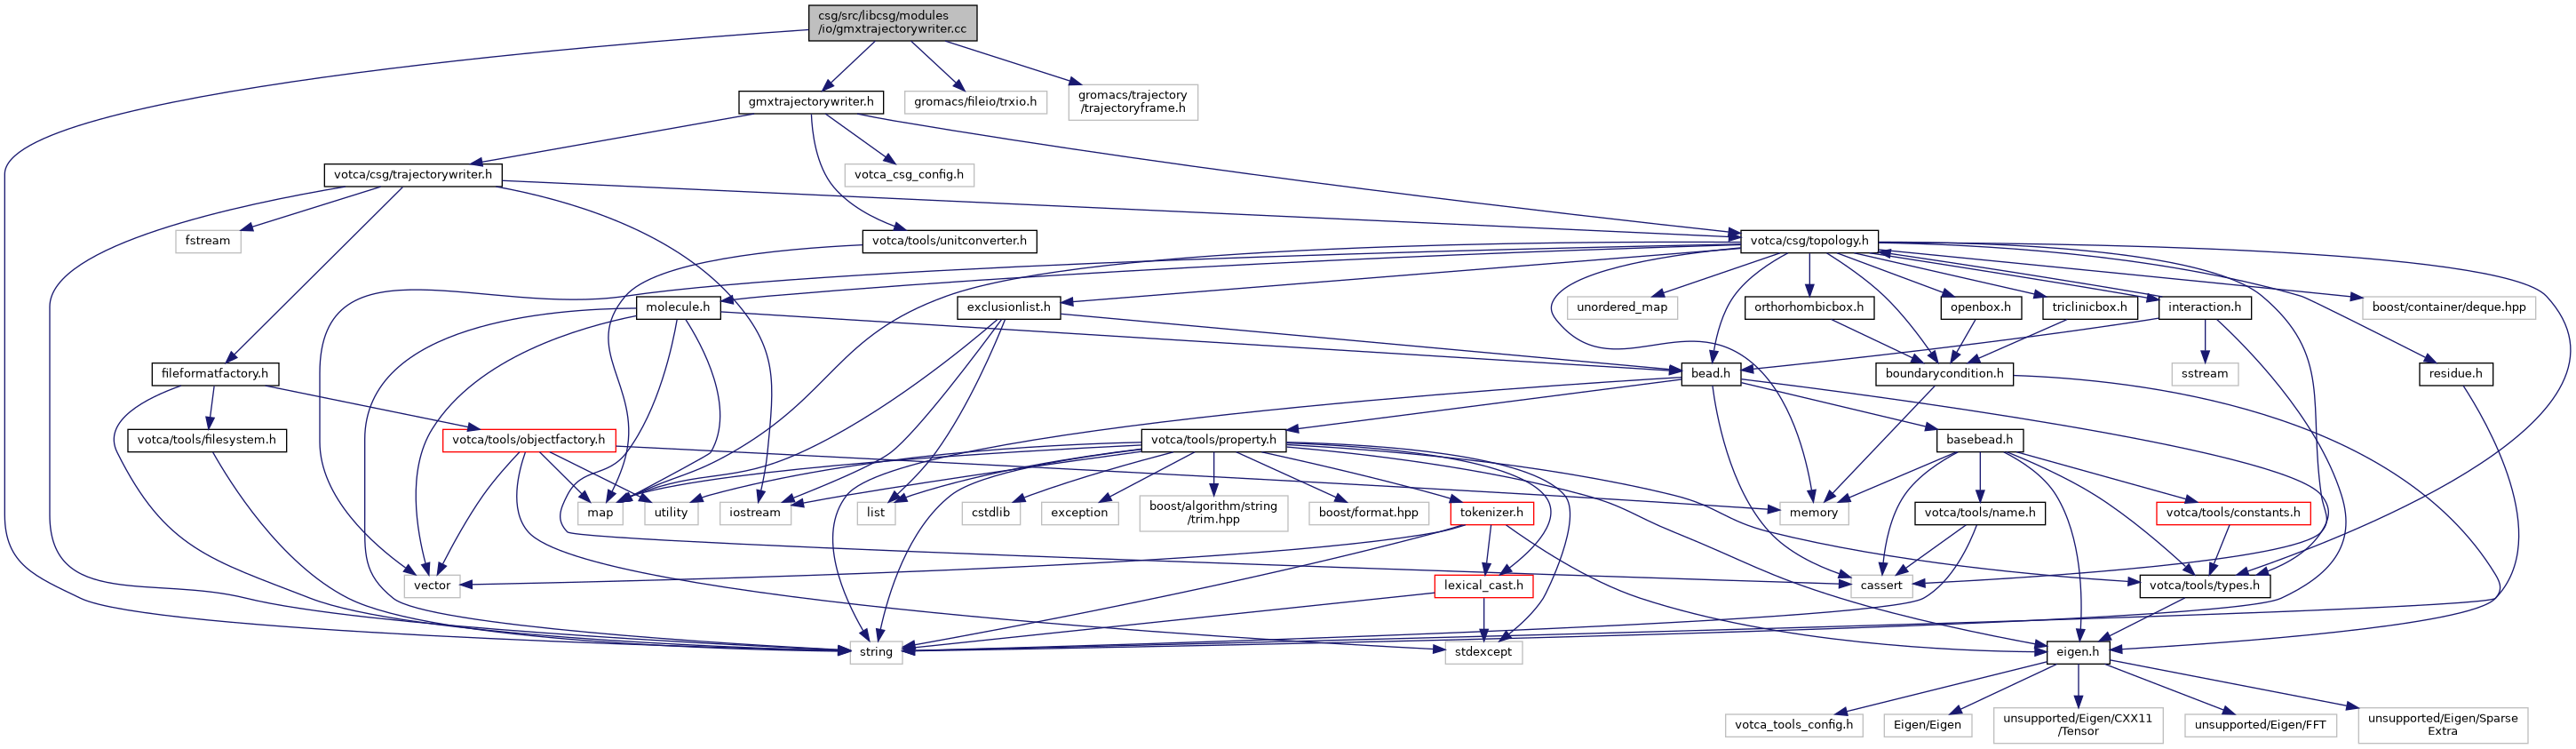 csg/src/libcsg/modules
/io/gmxtrajectorywriter.cc
gmxtrajectorywriter.h
gromacs/fileio/trxio.h
gromacs/trajectory
/trajectoryframe.h
votca/csg/trajectorywriter.h
votca_csg_config.h
fstream
votca/tools/unitconverter.h
votca/csg/topology.h
molecule.h
exclusionlist.h
unordered_map
orthorhombicbox.h
openbox.h
triclinicbox.h
interaction.h
boost/container/deque.hpp
fileformatfactory.h
bead.h
boundarycondition.h
sstream
residue.h
votca/tools/filesystem.h
votca/tools/objectfactory.h
votca/tools/property.h
basebead.h
map
utility
iostream
list
cstdlib
exception
boost/algorithm/string
/trim.hpp
boost/format.hpp
tokenizer.h
memory
votca/tools/name.h
votca/tools/constants.h
vector
lexical_cast.h
cassert
votca/tools/types.h
string
stdexcept
eigen.h
votca_tools_config.h
Eigen/Eigen
unsupported/Eigen/CXX11
/Tensor
unsupported/Eigen/FFT
unsupported/Eigen/Sparse
Extra